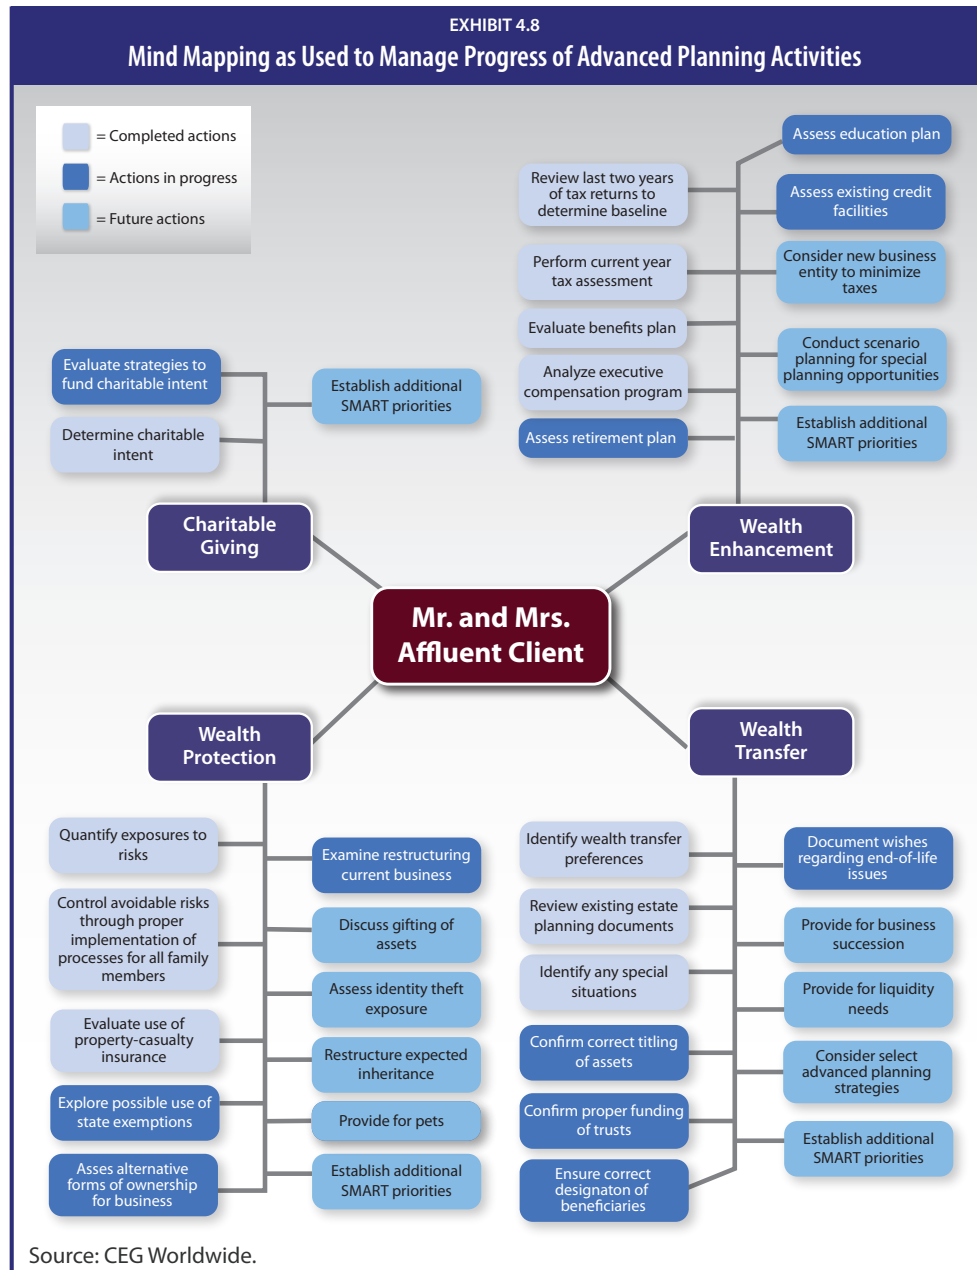 EXHIBIT 4.8
Mind Mapping as Used to Manage Progress of Advanced Planning Activities
= Completed actions
= Actions in progress
= Future actions
Evaluate strategies to
fund charitable intent
Determine charitable
intent
Establish additional
SMART priorities
Charitable
Giving
Review last two years
of tax returns to
determine baseline
Perform current year
tax assessment
Evaluate benefits plan
Analyze executive
compensation program
Assess retirement plan
Assess education plan
Assess existing credit
facilities
Consider new business
entity to minimize
taxes
Conduct scenario
planning for special
planning opportunities
Establish additional
SMART priorities
Wealth
Enhancement
Mr. and Mrs.
Affluent Client
Wealth
Protection
Quantify exposures to
risks
Control avoidable risks
through proper
implementation of
processes for all family
members
Evaluate use of
property-casualty
insurance
Explore possible use of
state exemptions
Asses alternative
forms of ownership
for business
Examine restructuring
current business
Discuss gifting of
assets
Assess identity theft
exposure
Restructure expected
inheritance
Provide for pets
Establish additional
SMART priorities
Wealth
Transfer
Identify wealth transfer
preferences
Review existing estate
planning documents
Identify any special
situations
Confirm correct titling
of assets
Confirm proper funding
of trusts
Ensure correct
designaton of
beneficiaries
Document wishes
regarding end-of-life
issues
Provide for business
succession
Provide for liquidity
needs
Consider select
advanced planning
strategies
Establish additional
SMART priorities
Source: CEG Worldwide.